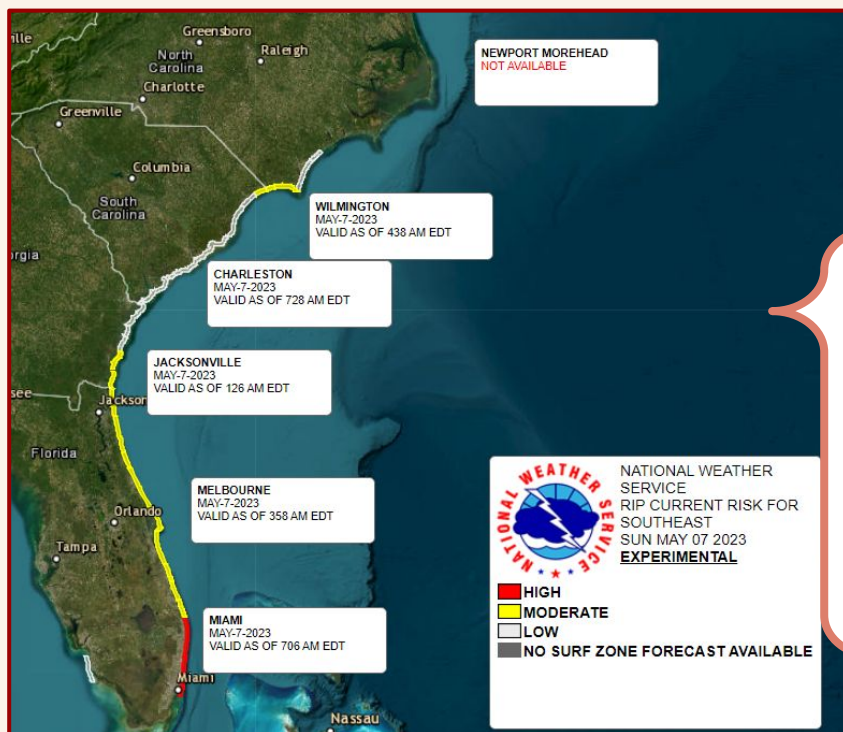 ville
Greensboro
North
Carolina
Raleigh
Charlotte
Greenville
Columbia
South
Carolina
orgia
see
Jackson
Florida
Orlando
Tampa
Miami
Nassau
NEWPORT MOREHEAD
NOT AVAILABLE
WILMINGTON
MAY-7-2023
VALID AS OF 438 AM EDT
CHARLESTON
MAY-7-2023
VALID AS OF 728 AM EDT
JACKSONVILLE
MAY-7-2023
VALID AS OF 126 AM EDT
MELBOURNE
MAY-7-2023
VALID AS OF 358 AM EDT
MIAMI
MAY-7-2023
VALID AS OF 706 AM EDT
NATIONAL WEATHER SERVICE
NATIONAL WEATHER
SERVICE
RIP CURRENT RISK FOR
SOUTHEAST
SUN MAY 07 2023
EXPERIMENTAL
HIGH
MODERATE
LOW
NO SURF ZONE FORECAST AVAILABLE